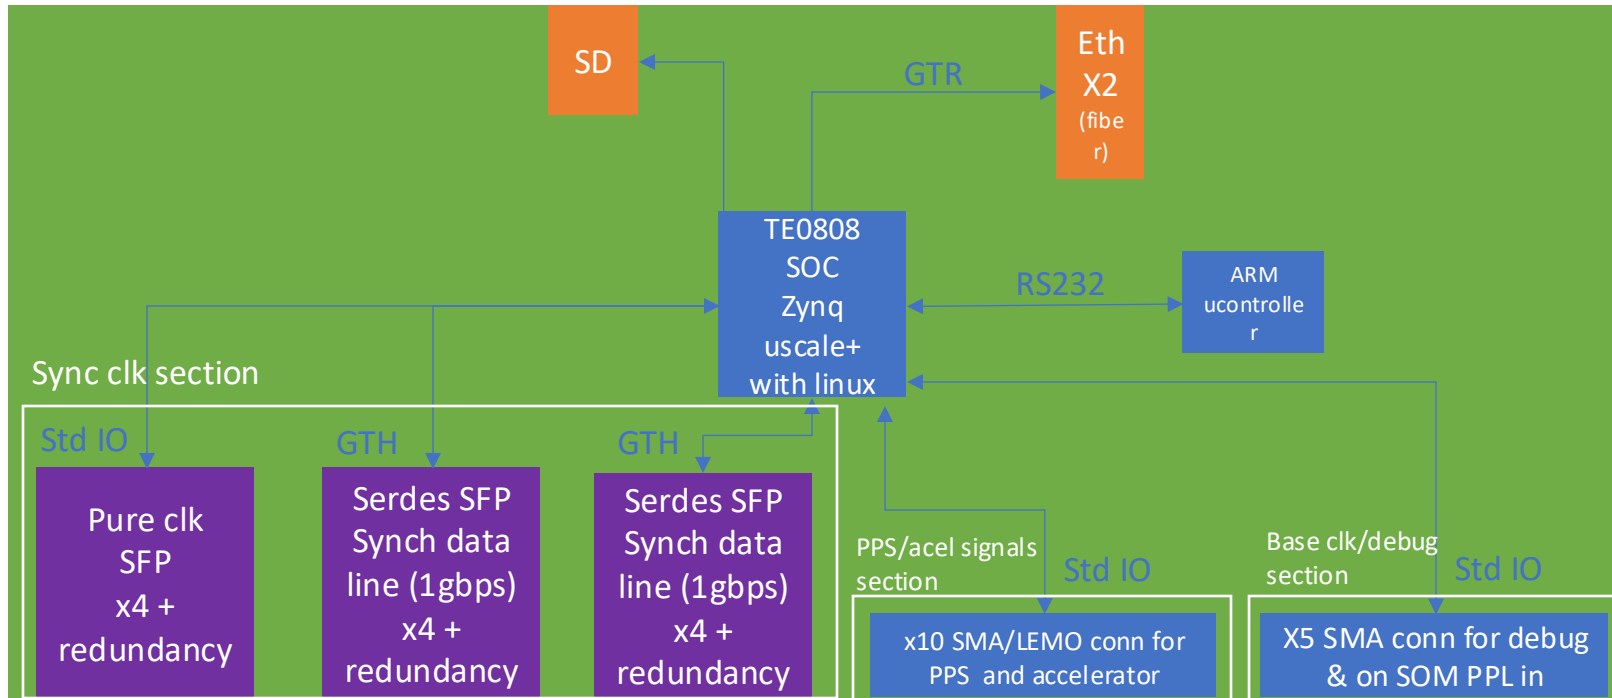 SD
Eth
X2
(fibe
r)
GTR
TE0808
SOC
Zynq
uscale+
with linux
RS232
ARM
ucontrolle
r
Sync clk section
Std IO
GTH
GTH
Pure clk
SFP
x4 +
redundancy
Serdes SFP
Synch data
line (1gbps)
x4 +
redundancy
Serdes SFP
Synch data
line (1gbps)
x4 +
redundancy
PPS/acel signals
section
Std IO
x10 SMA/LEMO conn for
PPS and accelerator
Base clk/debug
section
Std IO
X5 SMA conn for debug
& on SOM PPL in